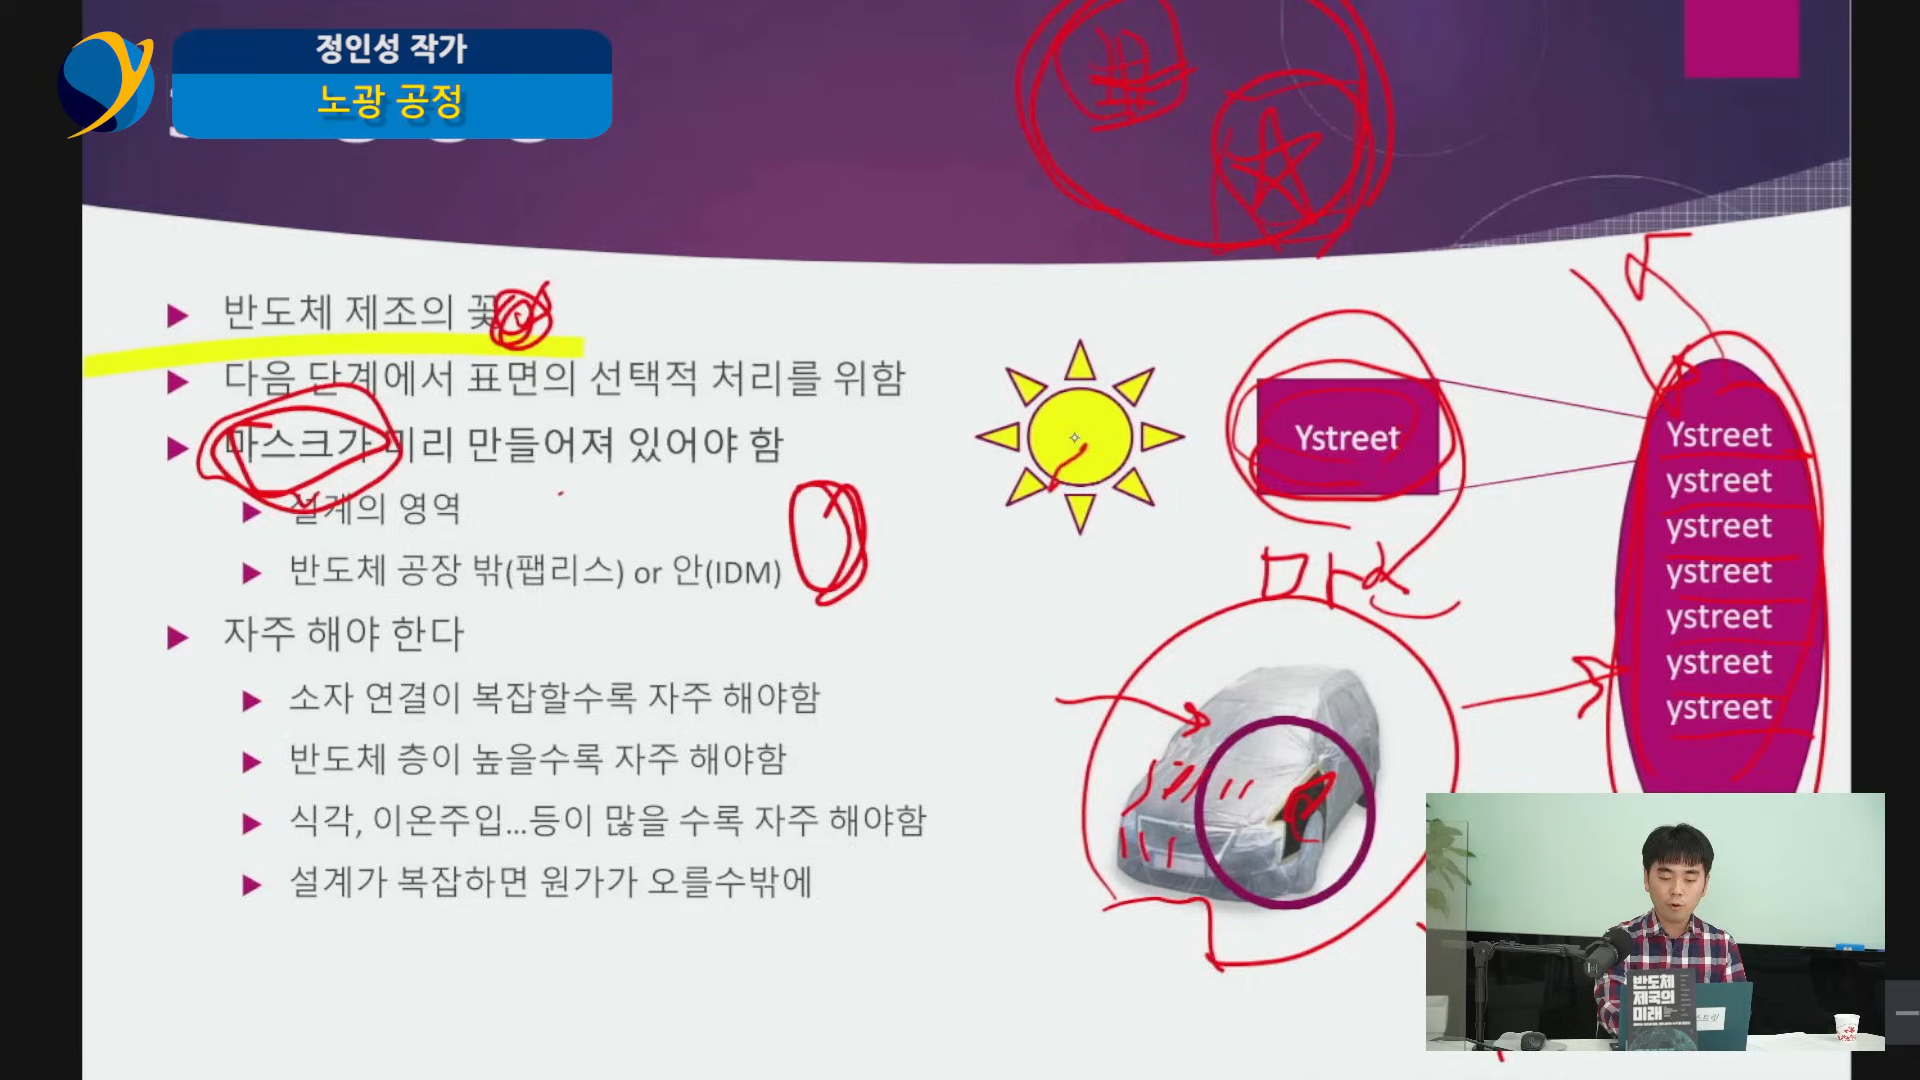 정인성 작가
노광 공정
반도체 제조의 꽃
다음 단계에서 표면의 선택적 처리를 위함
마스크가 미리 만들어져 있어야 함
설계의 영역
반도체 공장 밖(팹리스) or 안(IDM)
자주 해야 한다
소자 연결이 복잡할수록 자주 해야함
반도체 층이 높을수록 자주 해야함
식각, 이온주입...등이 많을 수록 자주 해야함
설계가 복잡하면 원가가 오를수밖에
Ystreet
마스
Ystreet
ystreet
ystreet
ystreet
ystreet
ystreet
ystreet
반도체
제국의
미래